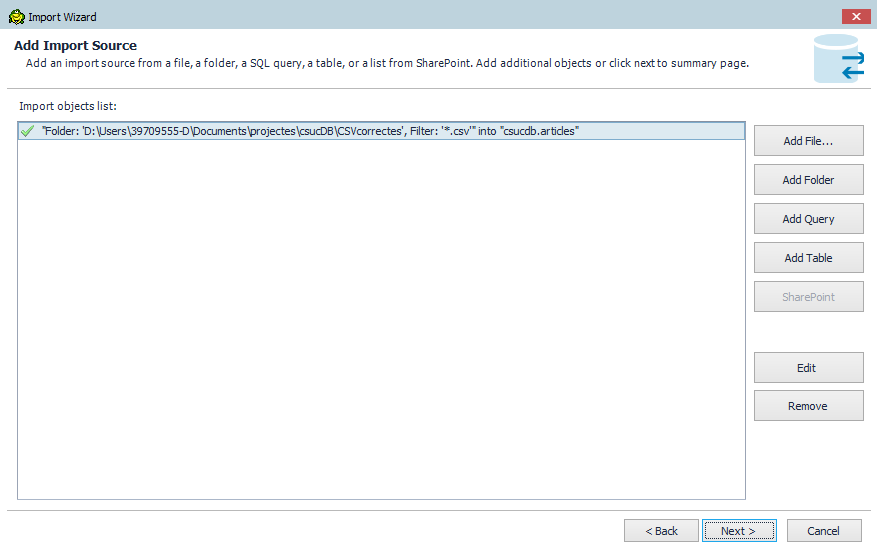 Import Wizard
Add Import Source
Add an import source from a file, a folder, a SQL query, a table, or a list from SharePoint. Add additional objects or click next to summary page.
Import objects list:
"Folder: 'D:\Users\39709555-D\Documents\projectes\csucDB\CSVcorrectes', Filter: '*.csv'" into "csucdb.articles"
Add File...
Add Folder
Add Query
Add Table
SharePoint
Edit
Remove
< Back
Next >
Cancel